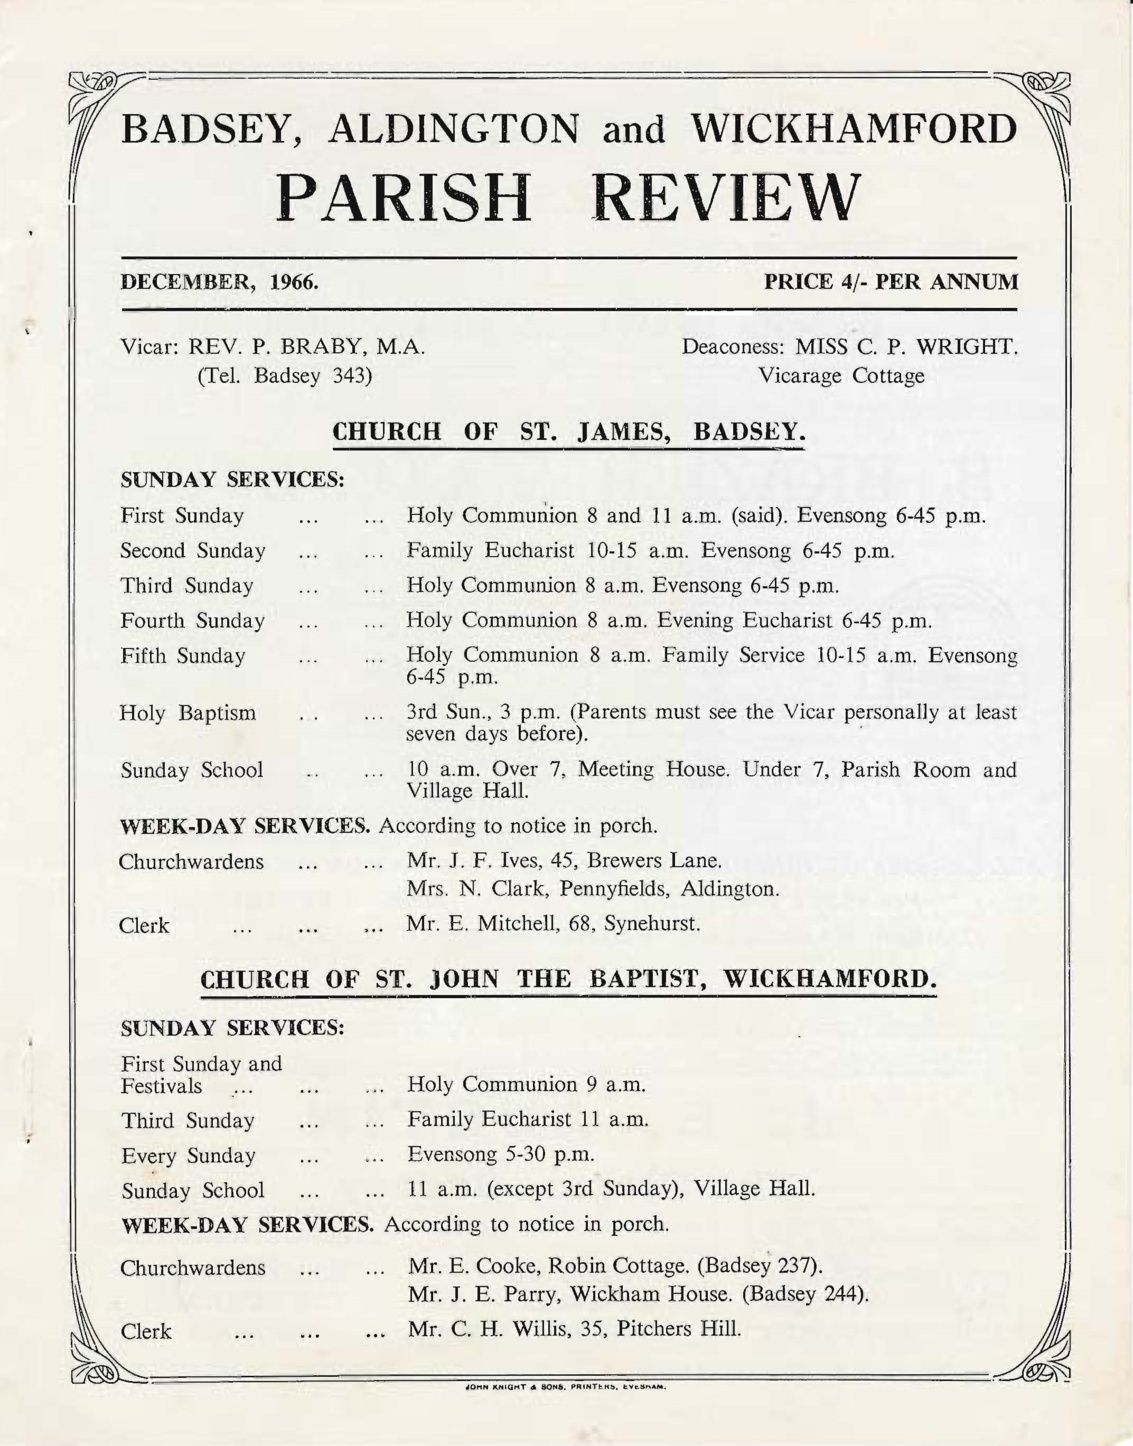 BADSEY, ALDINGTON and WICKHAMFORD
PARISH REVIEW
DECEMBER, 1966. PRICE 4/- PER ANNUM
Vicar: REV. P. BRABY, M.A. Deaconess: MISS C. P. WRIGHT.
(Tel. Badsey 343) Vicarage Cottage
CHURCH OF ST. JAMES, BADSEY.
SUNDAY SERVICES:
First Sunday ... ... Holy Communion 8 and 11 a.m. (said). Evensong 6-45 p.m.
Second Sunday ... ... Family Eucharist 10-15 a.m. Evensong 6-45 p.m.
Third Sunday ... ... Holy Communion 8 a.m. Evensong 6-45 p.m.
Fourth Sunday ... ... Holy Communion 8 a.m. Evening Eucharist 6-45 p.m.
Fifth Sunday ... ... Holy Communion 8 a.m. Family Service 10-15 a.m. Evensong
6-45 p.m.
Holy Baptism .. ... 3rd Sun., 3 p.m. (Parents must see the Vicar personally at least
seven days before).
Sunday School .. ... 10 a.m. Over 7, Meeting House. Under 7, Parish Room and
Village Hall.
WEEK-DAY SERVICES. According to notice in porch.
Churchwardens ... ... Mr. J. F. Ives, 45, Brewers Lane.
Mrs. N. Clark, Pennyfields, Aldington.
Clerk ... ... ... Mr. E. Mitchell, 68, Synehurst.
CHURCH OF ST. JOHN THE BAPTIST, WICKHAMFORD.
SUNDAY SERVICES:
First Sunday and
Festivals ... ... ... Holy Communion 9 a.m.
Third Sunday ... ... Family Eucharist 11 a.m.
Every Sunday ... ... Evensong 5-30 p.m.
Sunday School ... ... 11 a.m. (except 3rd Sunday), Village Hall.
WEEK-DAY SERVICES. According to notice in porch.
Churchwardens ... ... Mr. E. Cooke, Robin Cottage. (Badsey 237).
Mr. J. E. Parry, Wickham House. (Badsey 244).
Clerk ... ... ... Mr. C. H. Willis, 35, Pitchers Hill.
JOHN KNIGHT & SONS, PRINTERS, EVESHAM.